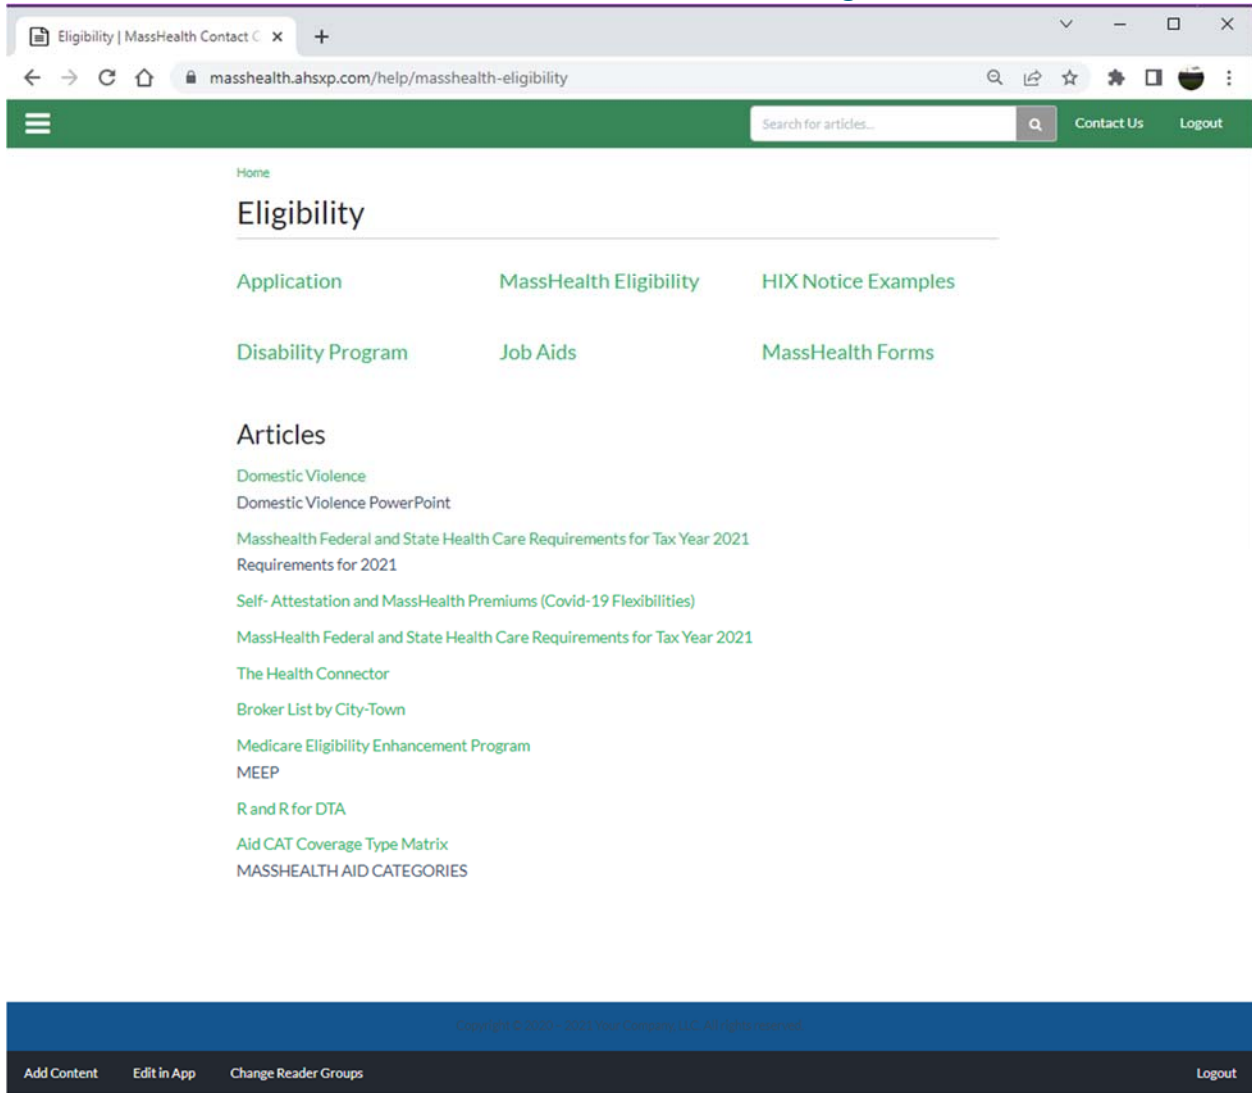 Eligibility | MassHealth Contact C
masshealth.ahsxp.com/help/masshealth-eligibility
Search for articles...
Contact Us
Logout
Home
Eligibility
Application
MassHealth Eligibility
HIX Notice Examples
Disability Program
Job Aids
MassHealth Forms
Articles
Domestic Violence
Domestic Violence PowerPoint
Masshealth Federal and State Health Care Requirements for Tax Year 2021
Requirements for 2021
Self- Attestation and MassHealth Premiums (Covid-19 Flexibilities)
MassHealth Federal and State Health Care Requirements for Tax Year 2021
The Health Connector
Broker List by City-Town
Medicare Eligibility Enhancement Program
MEEP
R and R for DTA
Aid CAT Coverage Type Matrix
MASSHEALTH AID CATEGORIES
Add Content
Edit in App
Change Reader Groups
Logout